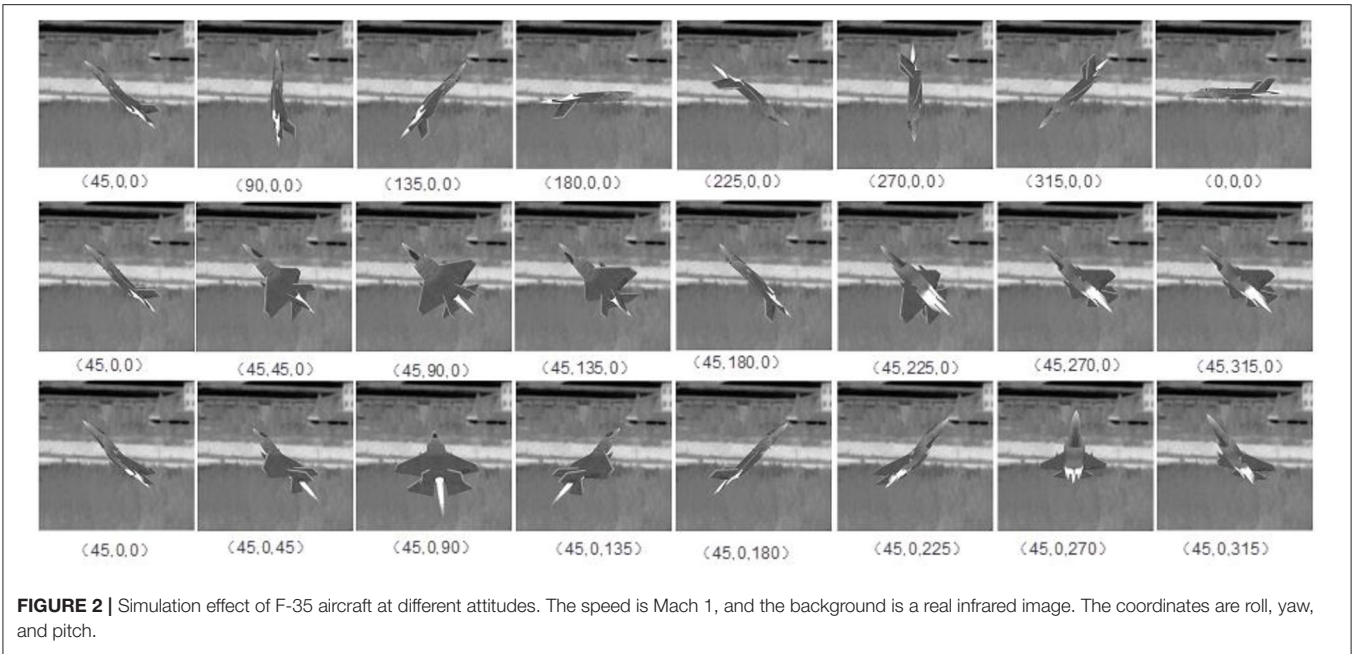 (45,0,0) (90,0,0) (135,0,0) (180,0,0) (225,0,0) (270,0,0) (315,0,0) (0,0,0)
(45,0,0) (45,45,0) (45,90,0) (45,135,0) (45,180,0) (45,225,0) (45,270,0) (45,315,0)
(45,0,0) (45,0,45) (45,0,90) (45,0,135) (45,0,180) (45,0,225) (45,0,270) (45,0,315)
FIGURE 2 | Simulation effect of F-35 aircraft at different attitudes. The speed is Mach 1, and the background is a real infrared image. The coordinates are roll, yaw,
and pitch.